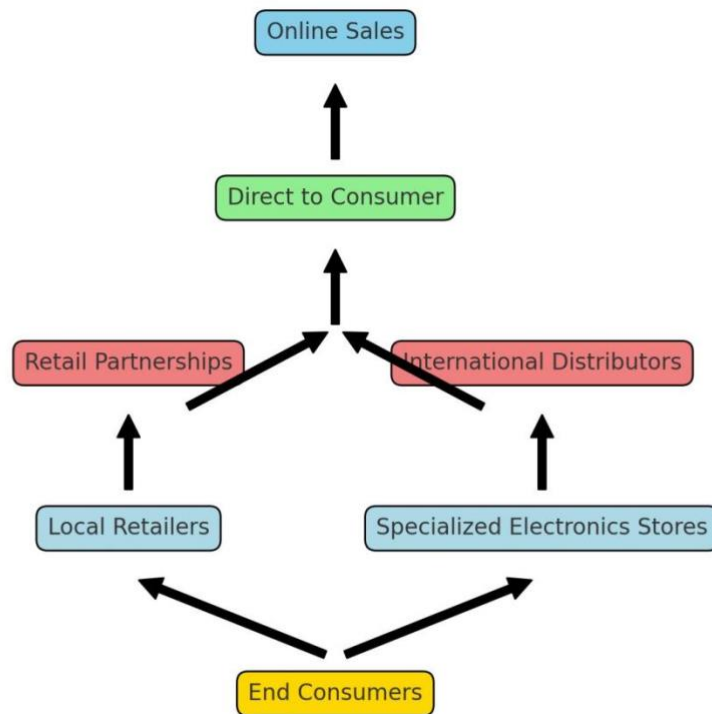 Online Sales
Direct to Consumer
Retail Partnerships
International Distributors
Local Retailers
Specialized Electronics Stores
End Consumers